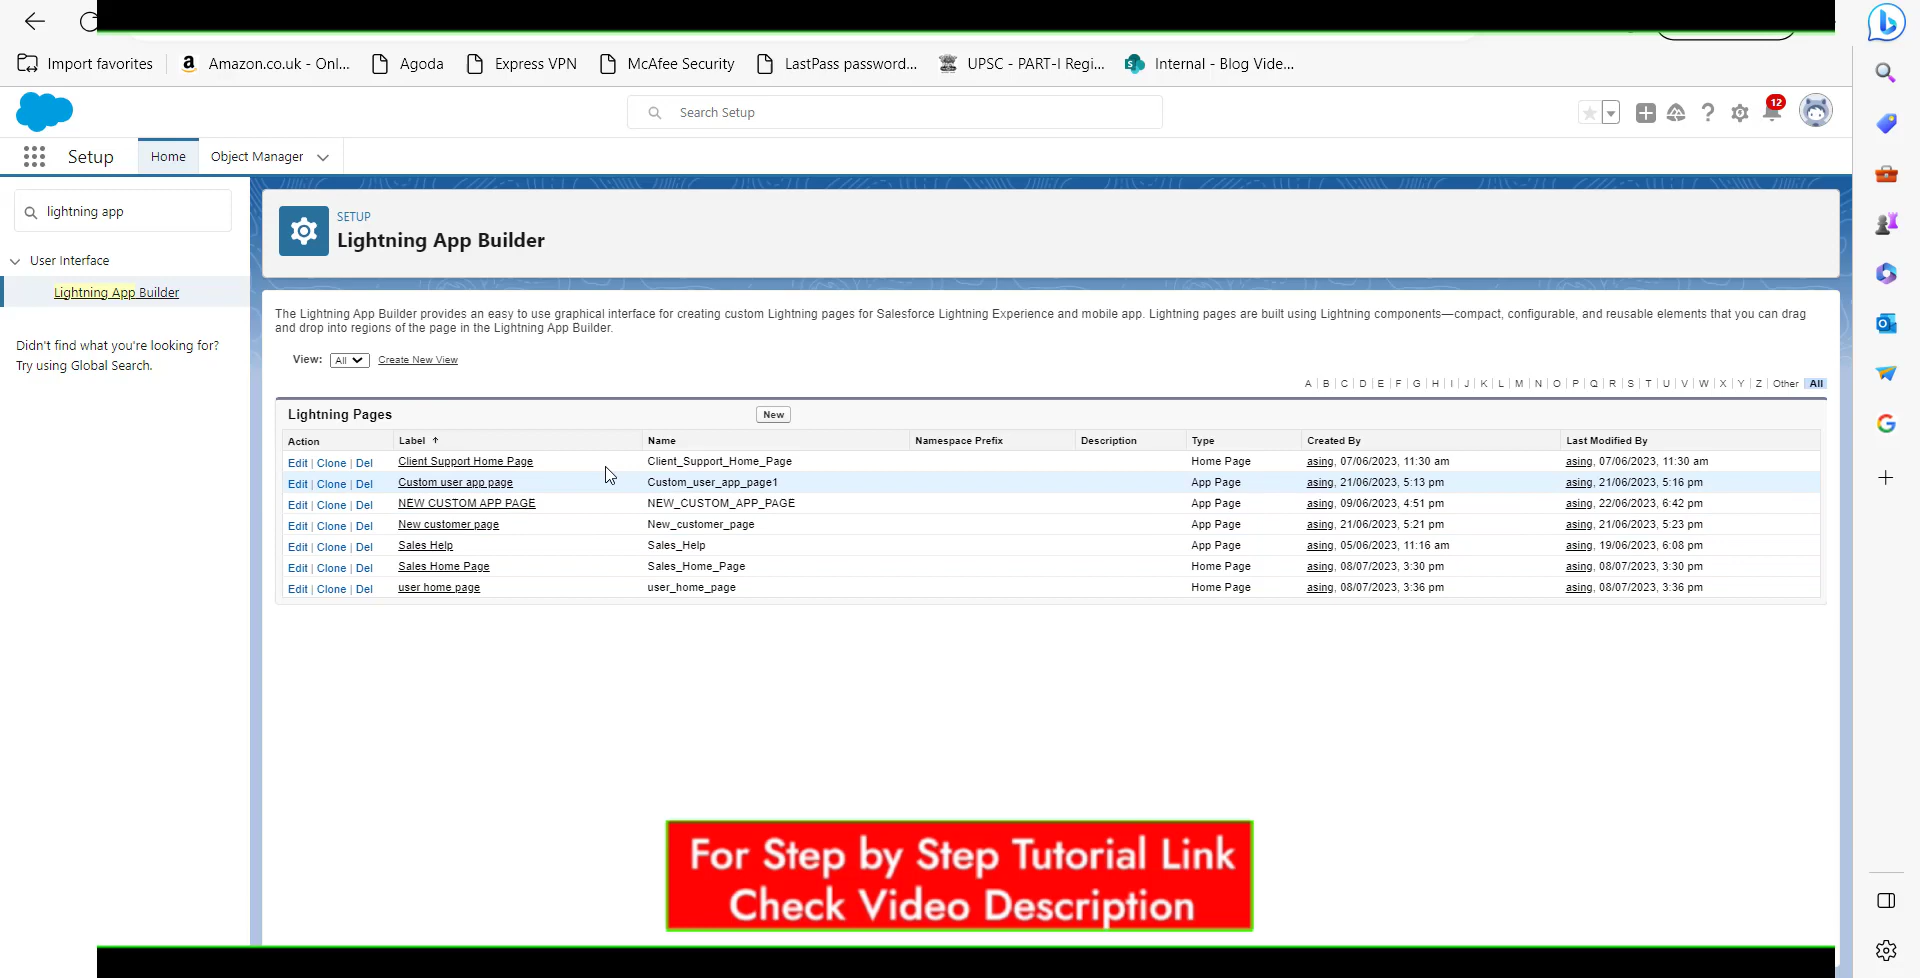 Import favorites
Amazon.co.uk - Onl...
Agoda
Express VPN
McAfee Security
LastPass password...
UPSC - PART-I Regi...
Internal - Blog Vide...
Search Setup
12
Setup
Home
Object Manager
lightning app
User Interface
Lightning App Builder
Didn't find what you're looking for?
Try using Global Search.
SETUP
Lightning App Builder
The Lightning App Builder provides an easy to use graphical interface for creating custom Lightning pages for Salesforce Lightning Experience and mobile app. Lightning pages are built using Lightning components—compact, configurable, and reusable elements that you can drag
and drop into regions of the page in the Lightning App Builder.
View: All Create New View
A | B | C | D | E | F | G | H | I | J | K | L | M | N | O | P | Q | R | S | T | U | V | W | X | Y | Z | Other All
Lightning Pages New
Action Label ↑ Name Namespace Prefix Description Type Created By Last Modified By
Edit | Clone | Del Client Support Home Page Client_Support_Home_Page Home Page asing, 07/06/2023, 11:30 am asing, 07/06/2023, 11:30 am
Edit | Clone | Del Custom user app page Custom_user_app_page1 App Page asing, 21/06/2023, 5:13 pm asing, 21/06/2023, 5:16 pm
Edit | Clone | Del NEW CUSTOM APP PAGE NEW_CUSTOM_APP_PAGE App Page asing, 09/06/2023, 4:51 pm asing, 22/06/2023, 6:42 pm
Edit | Clone | Del New customer page New_customer_page App Page asing, 21/06/2023, 5:21 pm asing, 21/06/2023, 5:23 pm
Edit | Clone | Del Sales Help Sales_Help App Page asing, 05/06/2023, 11:16 am asing, 19/06/2023, 6:08 pm
Edit | Clone | Del Sales Home Page Sales_Home_Page Home Page asing, 08/07/2023, 3:30 pm asing, 08/07/2023, 3:30 pm
Edit | Clone | Del user home page user_home_page Home Page asing, 08/07/2023, 3:36 pm asing, 08/07/2023, 3:36 pm
For Step by Step Tutorial Link
Check Video Description